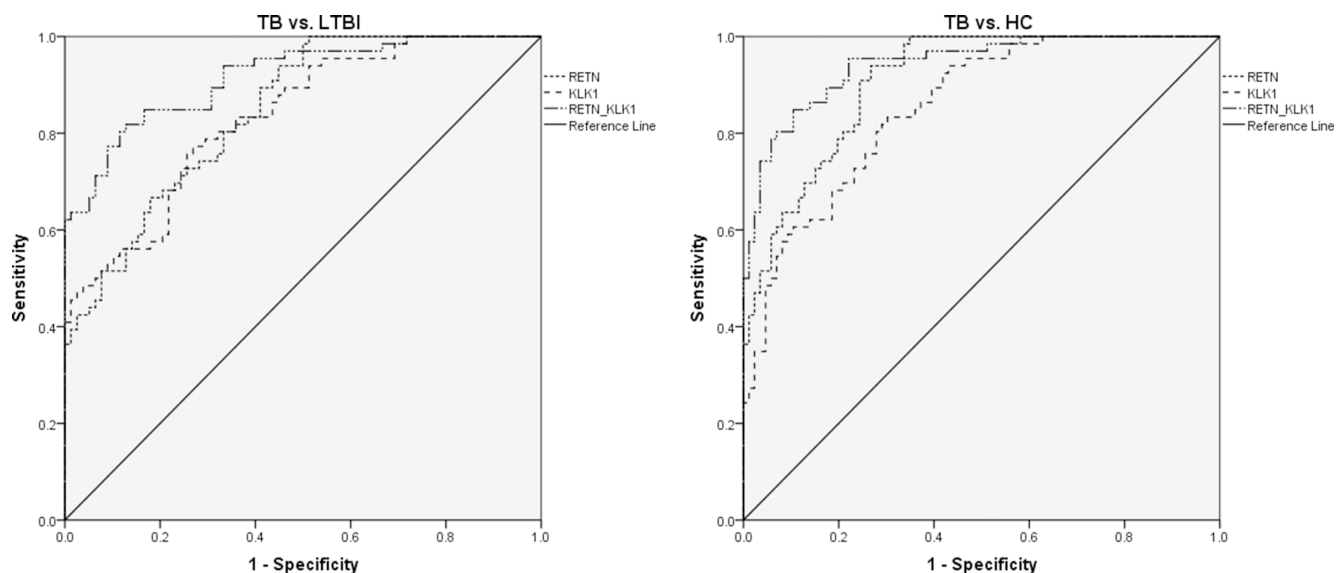 TB vs. LTBI
1.0
0.8
0.6
0.4
0.2
0.0
0.0 0.2 0.4 0.6 0.8 1.0
Sensitivity
1 - Specificity
RETN
KLK1
RETN_KLK1
Reference Line
TB vs. HC
1.0
0.8
0.6
0.4
0.2
0.0
0.0 0.2 0.4 0.6 0.8 1.0
Sensitivity
1 - Specificity
RETN
KLK1
RETN_KLK1
Reference Line